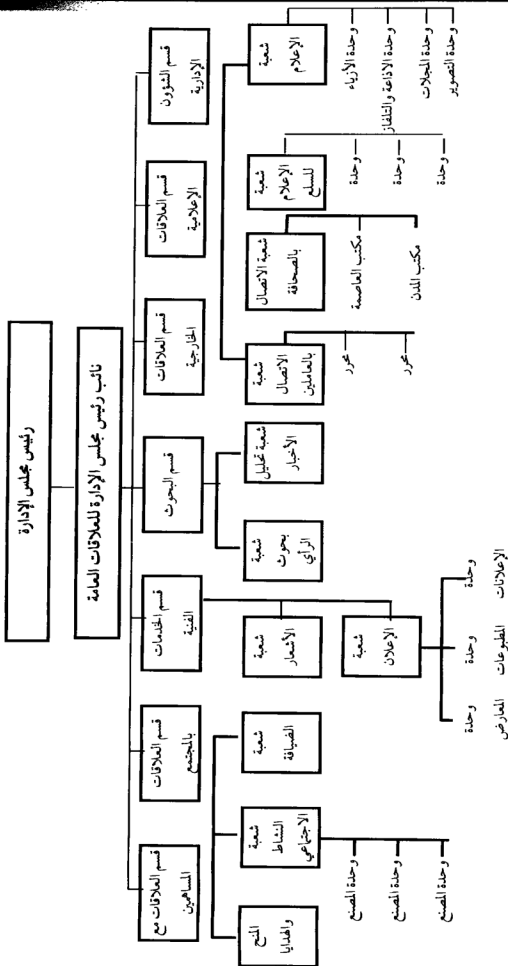 رئيس مجلس الإدارة
نائب رئيس مجلس الإدارة للعلاقات العامة
قسم الشؤون
الإدارية
قسم العلاقات
الإعلامية
قسم العلاقات
الخارجية
قسم البحوث
قسم الخدمات
الفنية
قسم العلاقات
بالمجتمع
قسم العلاقات مع
المساهمين
شعبة
الإعلام
شعبة
الإعلام
للسلع
شعبة الاتصال
بالصحافة
شعبة
الاتصال
بالعاملين
شعبة تحليل
الأخبار
شعبة
بحوث
الرأي
شعبة
الأشعار
شعبة
الإعلان
شعبة
الضيافة
شعبة
النشاط
الاجتماعي
المنح
والهدايا
وحدة الأزياء
وحدة الاذاعة والتلفاز
وحدة المجلات
وحدة التصوير
وحدة
وحدة
وحدة
مكتب العاصمة
مكتب المدن
محرر
محرر
وحدة
الإعلانات
وحدة
المطبوعات
وحدة
المعارض
وحدة المصنع
وحدة المصنع
وحدة المصنع